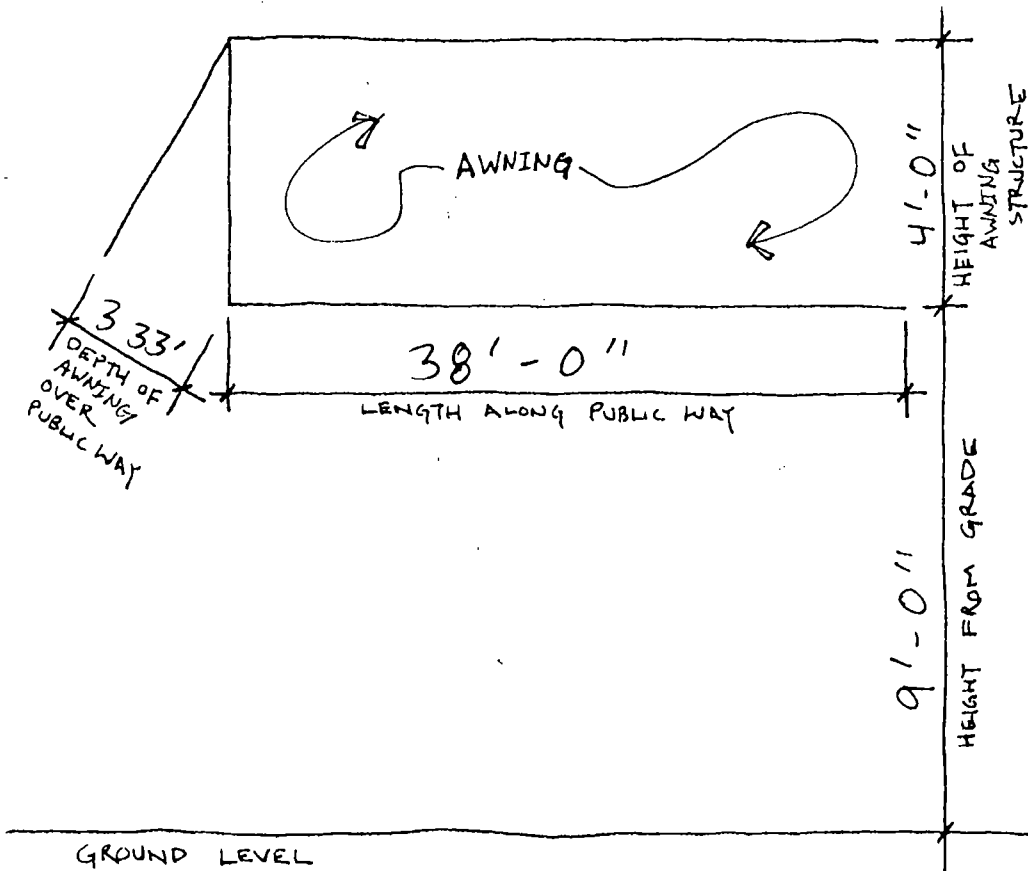 AWNING
4'-0"
HEIGHT OF
AWNING
STRUCTURE
3 33'
DEPTH OF
AWNING
OVER
PUBLIC WAY
38'-0"
LENGTH ALONG PUBLIC WAY
9'-0"
HEIGHT FROM GRADE
GROUND LEVEL